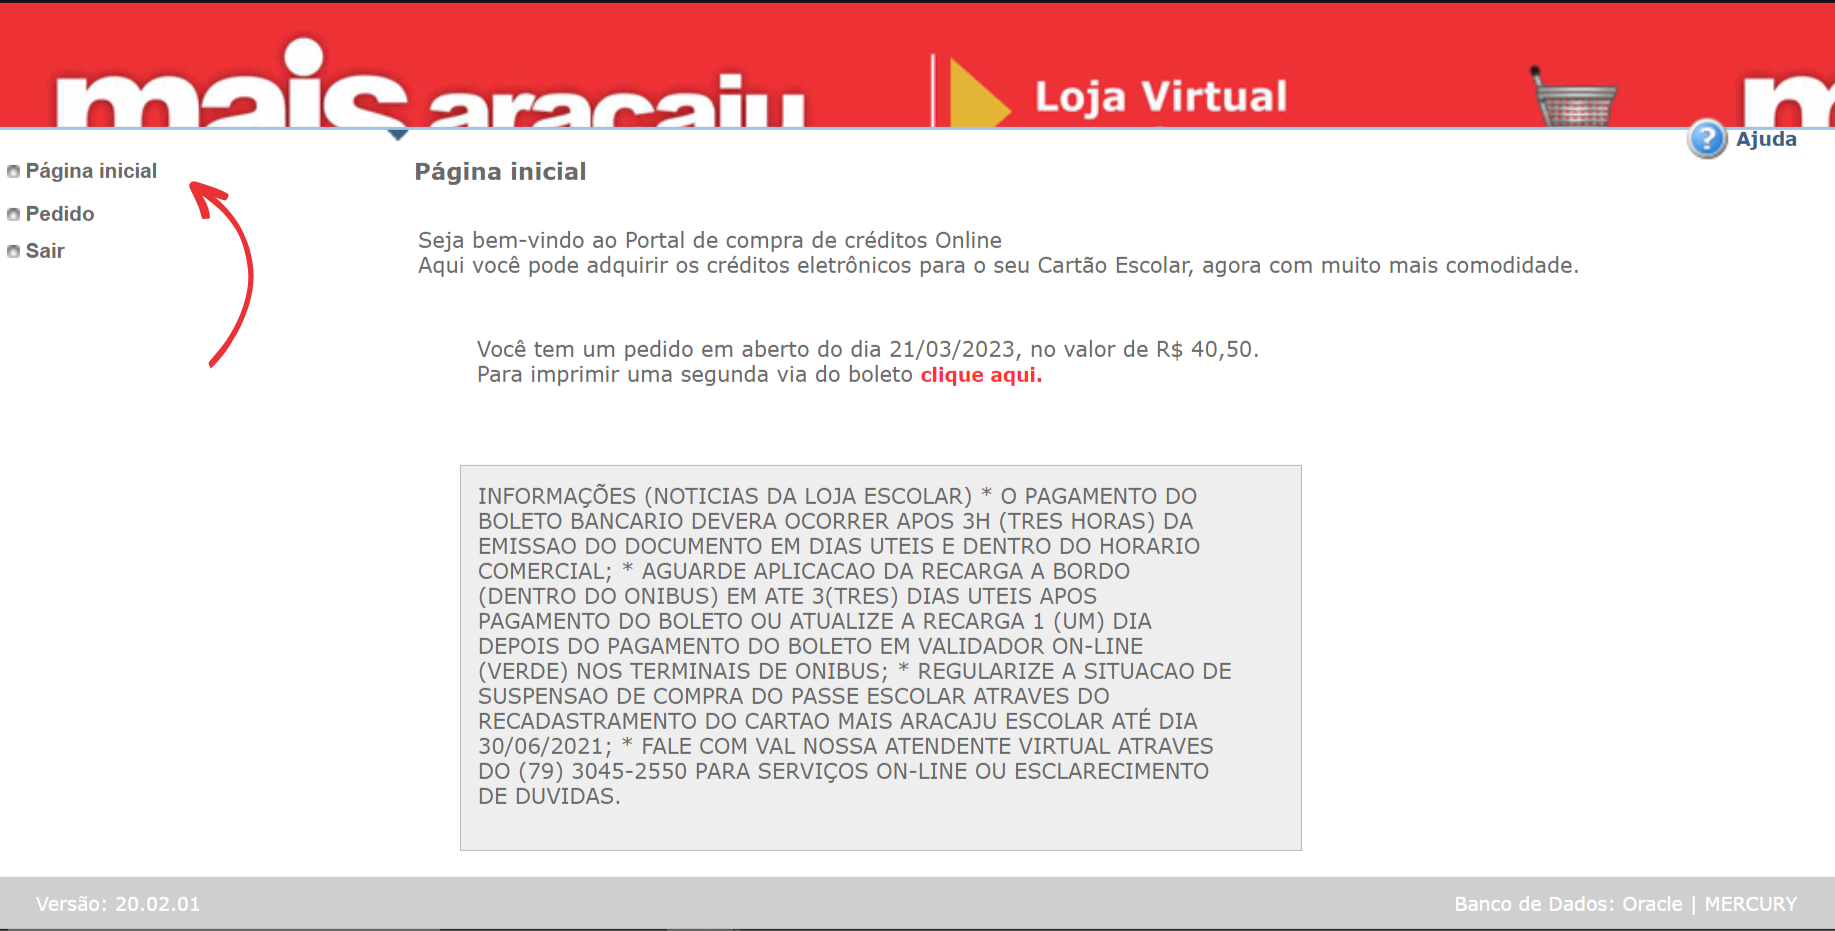 mais aracaju
Loja Virtual
m
Ajuda
Página inicial
Pedido
Sair
Página inicial
Seja bem-vindo ao Portal de compra de créditos Online
Aqui você pode adquirir os créditos eletrônicos para o seu Cartão Escolar, agora com muito mais comodidade.
Você tem um pedido em aberto do dia 21/03/2023, no valor de R$ 40,50.
Para imprimir uma segunda via do boleto clique aqui.
INFORMAÇÕES (NOTICIAS DA LOJA ESCOLAR) * O PAGAMENTO DO
BOLETO BANCARIO DEVERA OCORRER APOS 3H (TRES HORAS) DA
EMISSAO DO DOCUMENTO EM DIAS UTEIS E DENTRO DO HORARIO
COMERCIAL; * AGUARDE APLICACAO DA RECARGA A BORDO
(DENTRO DO ONIBUS) EM ATE 3(TRES) DIAS UTEIS APOS
PAGAMENTO DO BOLETO OU ATUALIZE A RECARGA 1 (UM) DIA
DEPOIS DO PAGAMENTO DO BOLETO EM VALIDADOR ON-LINE
(VERDE) NOS TERMINAIS DE ONIBUS; * REGULARIZE A SITUACAO DE
SUSPENSAO DE COMPRA DO PASSE ESCOLAR ATRAVES DO
RECADASTRAMENTO DO CARTAO MAIS ARACAJU ESCOLAR ATÉ DIA
30/06/2021; * FALE COM VAL NOSSA ATENDENTE VIRTUAL ATRAVES
DO (79) 3045-2550 PARA SERVIÇOS ON-LINE OU ESCLARECIMENTO
DE DUVIDAS.
Versão: 20.02.01
Banco de Dados: Oracle | MERCURY